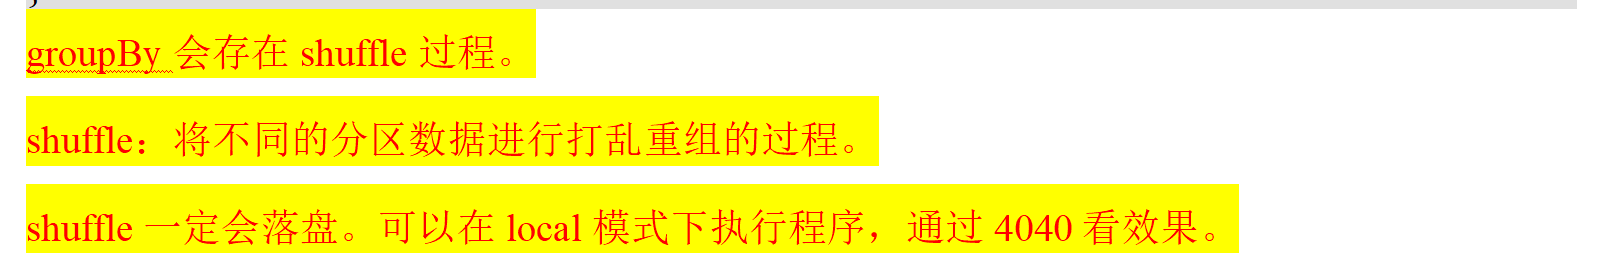 groupBy 会存在 shuffle 过程。
shuffle：将不同的分区数据进行打乱重组的过程。
shuffle 一定会落盘。可以在 local 模式下执行程序，通过 4040 看效果。